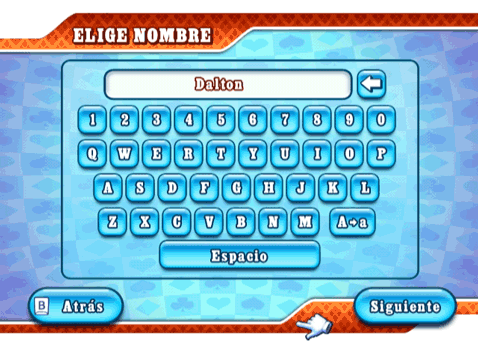 ELIGE NOMBRE
Dalton
1 2 3 4 5 6 7 8 9 0
Q W E R T Y U I O P
A S D F G H J K L
Z X C V B N M A→a
Espacio
B Atrás Siguiente